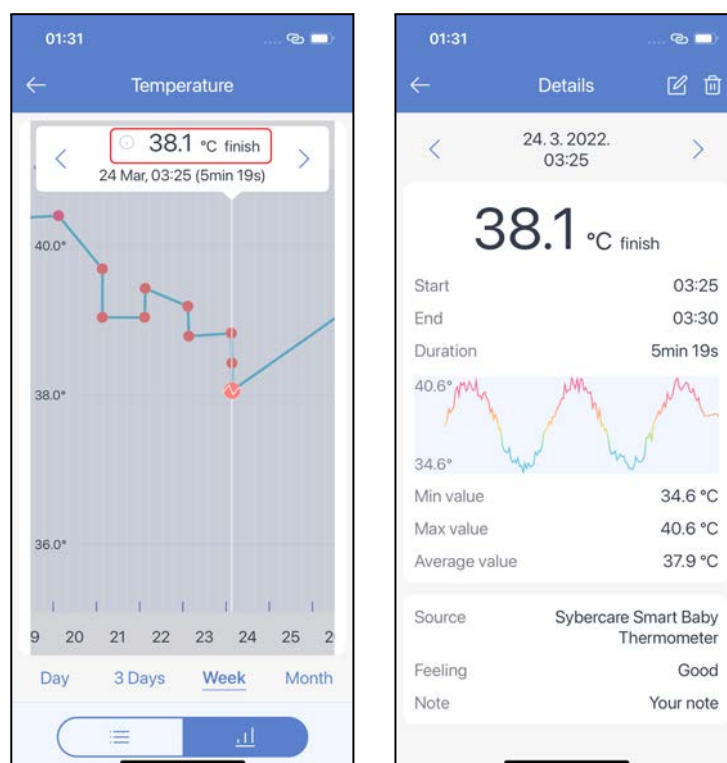 01:31
Temperature
38.1 °C finish
24 Mar, 03:25 (5min 19s)
40.0°
38.0°
36.0°
9 20 21 22 23 24 25 2
Day 3 Days Week Month
01:31
Details
24. 3. 2022.
03:25
38.1 °C finish
Start 03:25
End 03:30
Duration 5min 19s
40.6°
34.6°
Min value 34.6 °C
Max value 40.6 °C
Average value 37.9 °C
Source Sybercare Smart Baby
Thermometer
Feeling Good
Note Your note